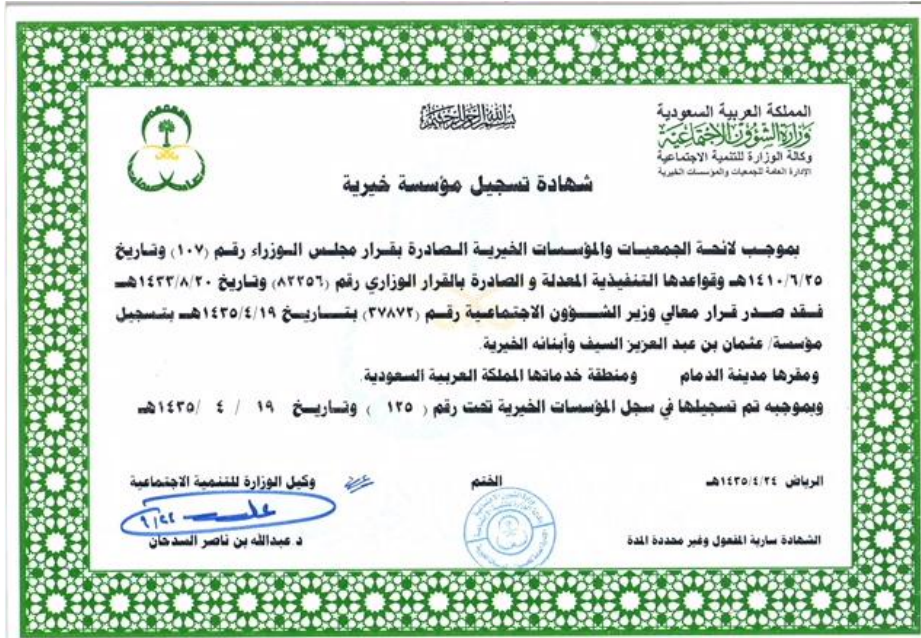 المملكة العربية السعودية
وزارة الشؤون الاجتماعية
وكالة الوزارة للتنمية الاجتماعية
الإدارة العامة للجمعيات والمؤسسات الخيرية
بسم الله الرحمن الرحيم
شهادة تسجيل مؤسسة خيرية
بموجب لائحة الجمعيات والمؤسسات الخيرية الصادرة بقرار مجلس الوزراء رقم (١٠٧) وتاريخ
١٤١٠/٦/٢٥هـ وقواعدها التنفيذية المعدلة و الصادرة بالقرار الوزاري رقم (٨٢٣٥٦) وتاريخ ١٤٣٣/٨/٢٠هـ
فقد صدر قرار معالي وزير الشؤون الاجتماعية رقم (٣٧٨٧٢) بتاريخ ١٤٣٥/٤/١٩هـ بتسجيل
مؤسسة/ عثمان بن عبد العزيز السيف وأبنائه الخيرية.
ومقرها مدينة الدمام ومنطقة خدماتها المملكة العربية السعودية.
وبموجبه تم تسجيلها في سجل المؤسسات الخيرية تحت رقم ( ١٢٥ ) وتاريخ ١٩ / ٤ /١٤٣٥هـ
الرياض ١٤٣٥/٤/٢٤هـ
الختم
وكيل الوزارة للتنمية الاجتماعية
د عبدالله بن ناصر السدحان
الشهادة سارية المفعول وغير محددة المدة